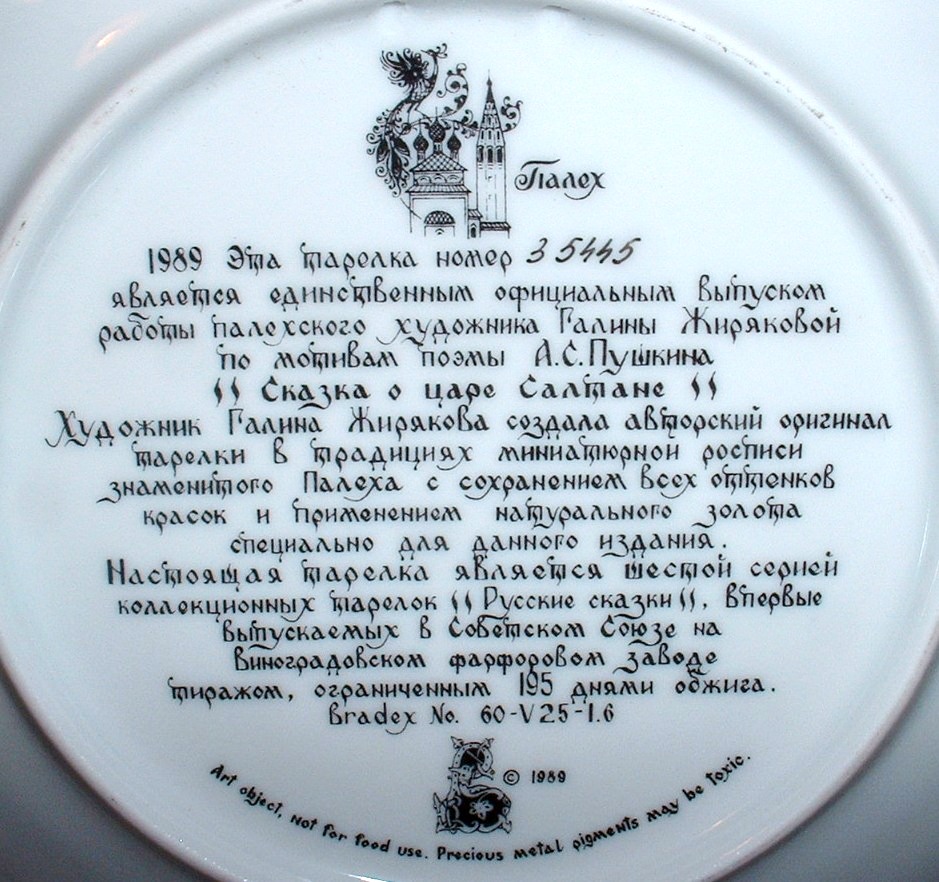 Палех
1989 Эта тарелка номер 35445
является единственным официальным выпуском
работы палехского художника Галины Жиряковой
по мотивам поэмы А.С.Пушкина
"Сказка о царе Салтане"
Художник Галина Жирякова создала авторский оригинал
тарелки в традициях миниатюрной росписи
знаменитого Палеха с сохранением всех оттенков
красок и применением натурального золота
специально для данного издания.
Настоящая тарелка является шестой серией
коллекционных тарелок "Русские сказки", впервые
выпускаемых в Советском Союзе на
Виноградовском фарфоровом заводе
тиражом, ограниченным 195 днями обжига.
Bradex No. 60-V25-1.6
© 1989
Art object, not for food use. Precious metal pigments may be toxic.